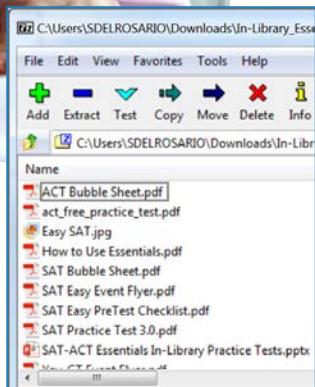 C:\Users\SDELROSARIO\Downloads\In-Library_Esse
File Edit View Favorites Tools Help
Add Extract Test Copy Move Delete Info
C:\Users\SDELROSARIO\Downloads\In-Libr
Name
ACT Bubble Sheet.pdf
act_free_practice_test.pdf
Easy SAT.jpg
How to Use Essentials.pdf
SAT Bubble Sheet.pdf
SAT Easy Event Flyer.pdf
SAT Easy PreTest Checklist.pdf
SAT Practice Test 3.0.pdf
SAT-ACT Essentials In-Library Practice Tests.pptx